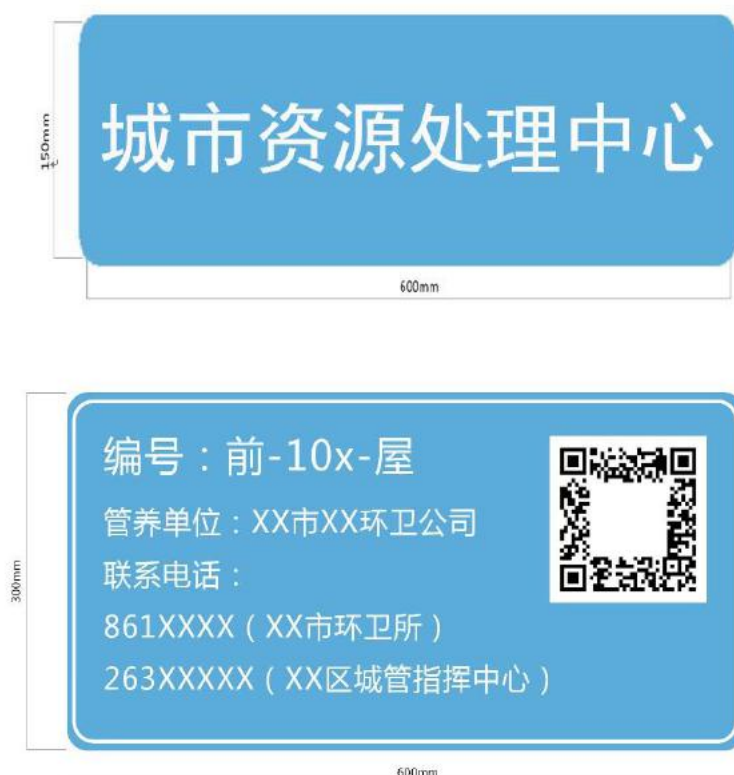 城市资源处理中心
150mm
600mm
编号：前-10x-屋
管养单位：XX市XX环卫公司
联系电话：
861XXXX（XX市环卫所）
263XXXXX（XX区城管指挥中心）
300mm
600mm